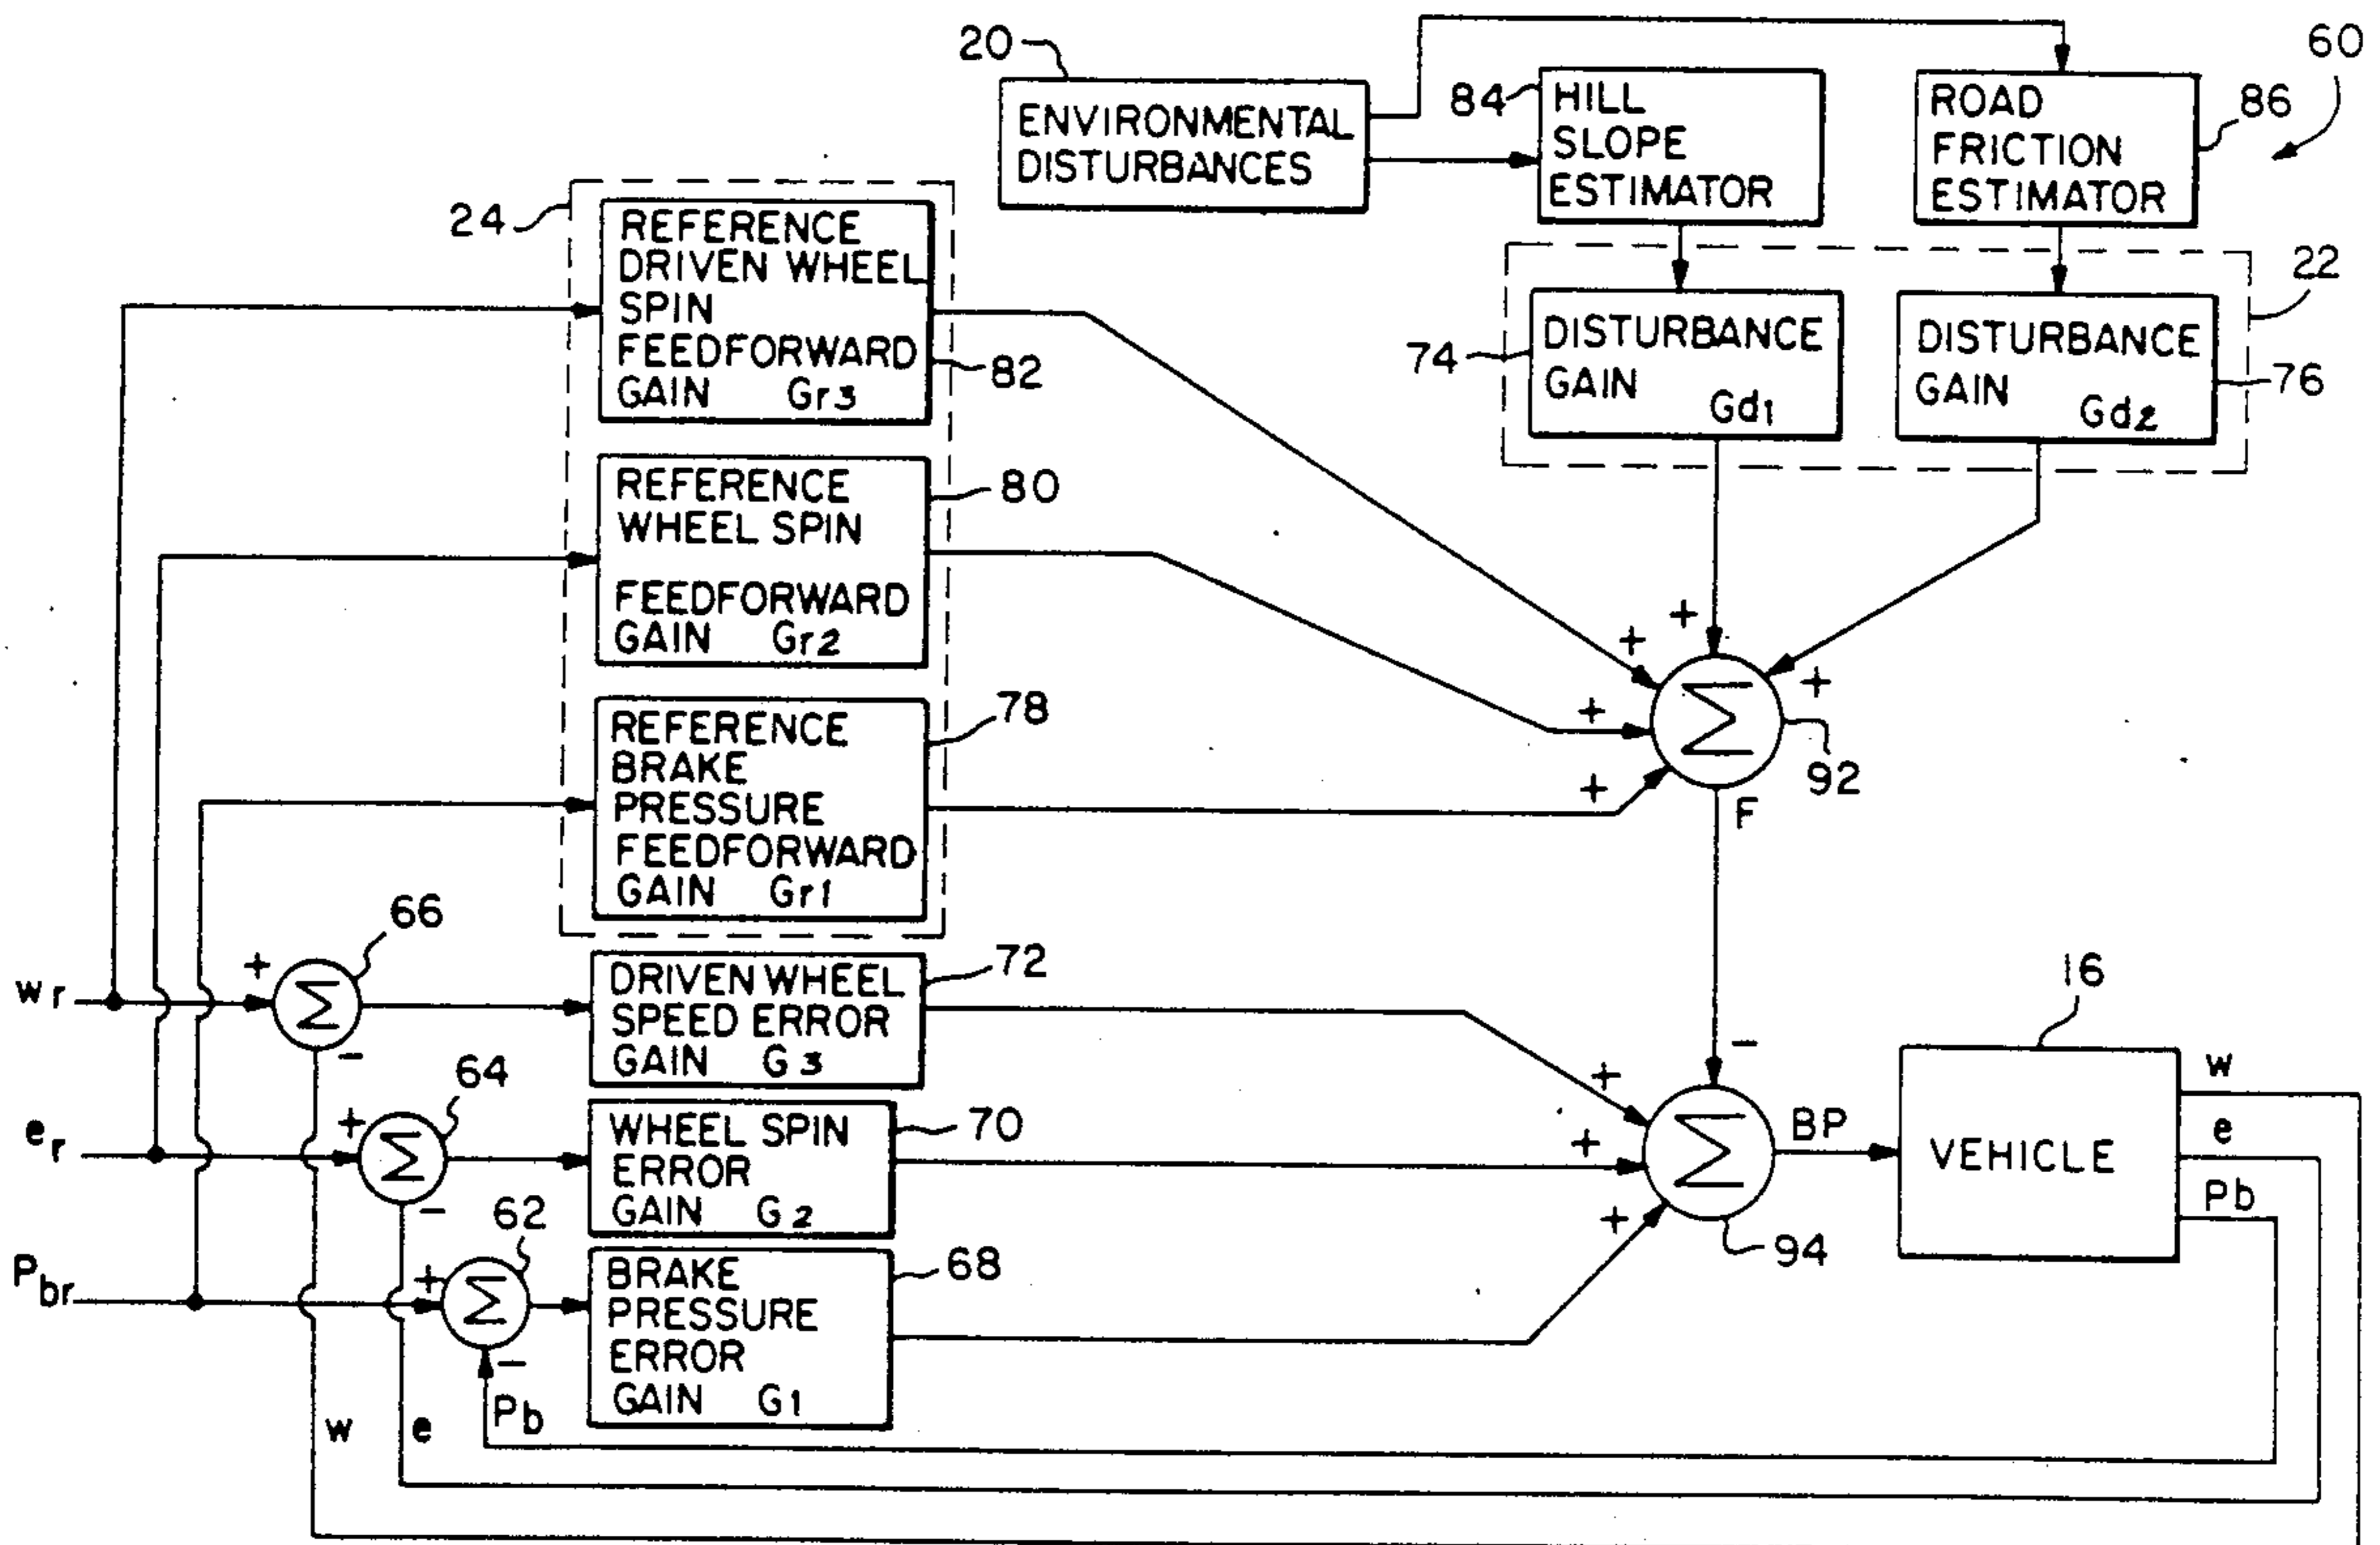 20
ENVIRONMENTAL
DISTURBANCES
84
HILL
SLOPE
ESTIMATOR
ROAD
FRICTION
ESTIMATOR
86
60
24
REFERENCE
DRIVEN WHEEL
SPIN
FEEDFORWARD
GAIN Gr3
82
74
DISTURBANCE
GAIN
Gd1
DISTURBANCE
GAIN
Gd2
76
22
REFERENCE
WHEEL SPIN
FEEDFORWARD
GAIN Gr2
80
REFERENCE
BRAKE
PRESSURE
FEEDFORWARD
GAIN Gr1
78
+
+
+
+
+
Σ
92
F
wr
+
Σ
66
−
DRIVEN WHEEL
SPEED ERROR
GAIN G3
72
er
+
Σ
64
−
WHEEL SPIN
ERROR
GAIN G2
70
Pbr
+
Σ
62
−
BRAKE
PRESSURE
ERROR
GAIN G1
68
−
+
+
+
Σ
94
BP
VEHICLE
16
w
e
Pb
w
e
Pb